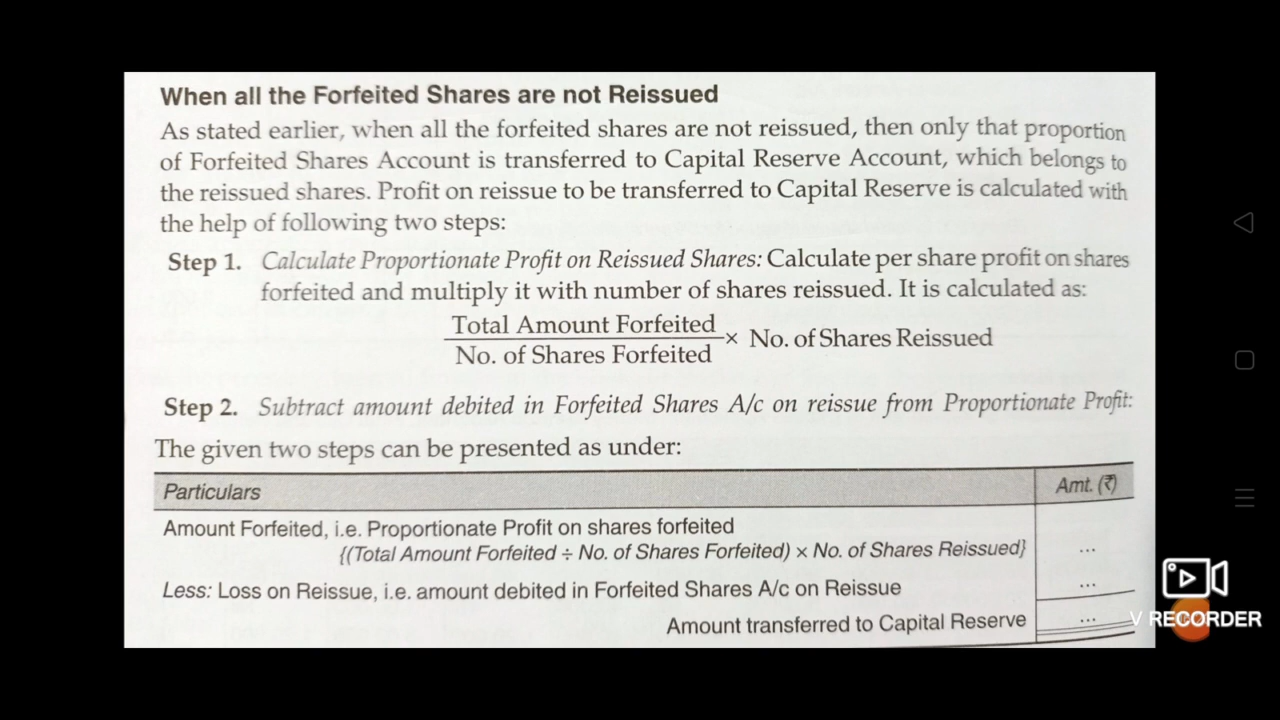 When all the Forfeited Shares are not Reissued
As stated earlier, when all the forfeited shares are not reissued, then only that proportion
of Forfeited Shares Account is transferred to Capital Reserve Account, which belongs to
the reissued shares. Profit on reissue to be transferred to Capital Reserve is calculated with
the help of following two steps:
Step 1. Calculate Proportionate Profit on Reissued Shares: Calculate per share profit on shares
forfeited and multiply it with number of shares reissued. It is calculated as:
Total Amount Forfeited
× No. of Shares Reissued
No. of Shares Forfeited
Step 2. Subtract amount debited in Forfeited Shares A/c on reissue from Proportionate Profit:
The given two steps can be presented as under:
Particulars Amt. (₹)
Amount Forfeited, i.e. Proportionate Profit on shares forfeited
{(Total Amount Forfeited ÷ No. of Shares Forfeited) × No. of Shares Reissued} ...
Less: Loss on Reissue, i.e. amount debited in Forfeited Shares A/c on Reissue ...
Amount transferred to Capital Reserve ...
V RECORDER